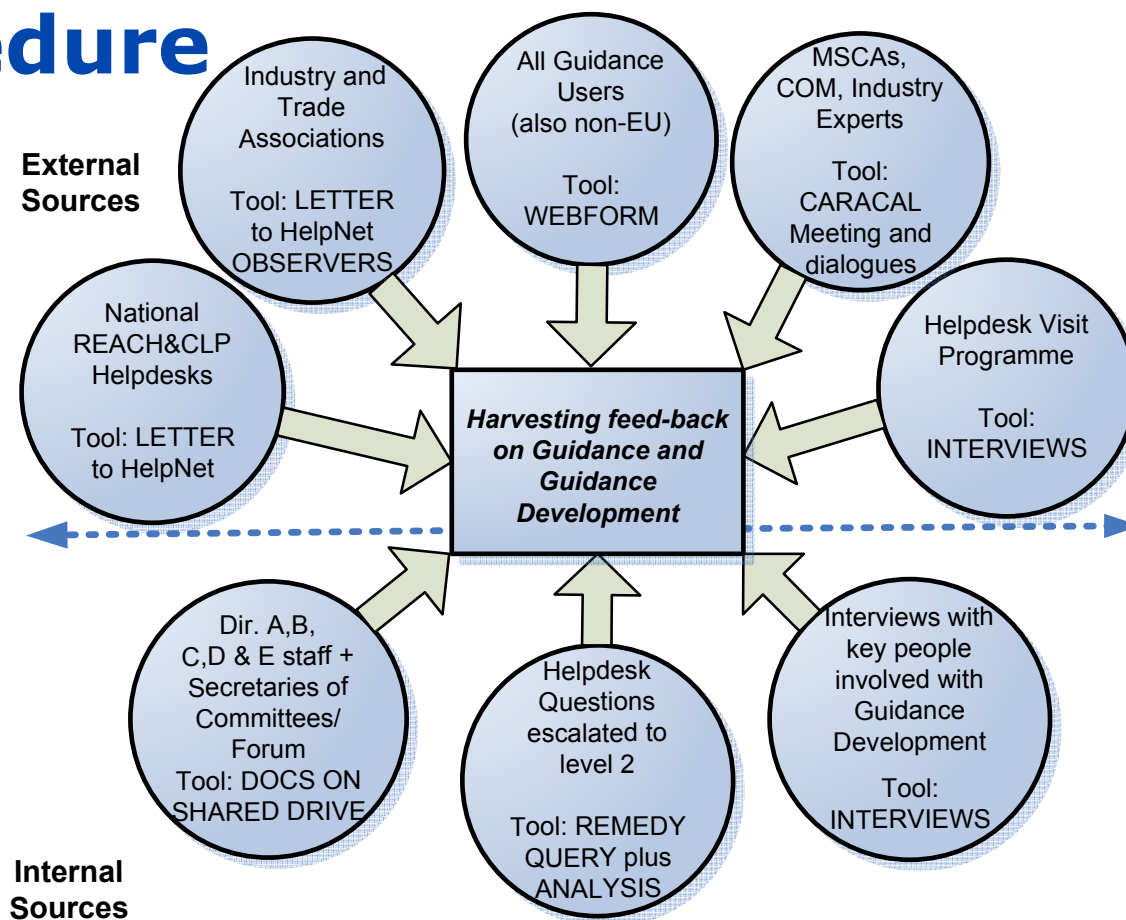 edure
External
Sources
Industry and
Trade
Associations
Tool: LETTER
to HelpNet
OBSERVERS
All Guidance
Users
(also non-EU)
Tool:
WEBFORM
MSCAs,
COM, Industry
Experts
Tool:
CARACAL
Meeting and
dialogues
National
REACH&CLP
Helpdesks
Tool: LETTER
to HelpNet
Helpdesk Visit
Programme
Tool:
INTERVIEWS
Harvesting feed-back
on Guidance and
Guidance
Development
Dir. A,B,
C,D & E staff +
Secretaries of
Committees/
Forum
Tool: DOCS ON
SHARED DRIVE
Helpdesk
Questions
escalated to
level 2
Tool: REMEDY
QUERY plus
ANALYSIS
Interviews with
key people
involved with
Guidance
Development
Tool:
INTERVIEWS
Internal
Sources